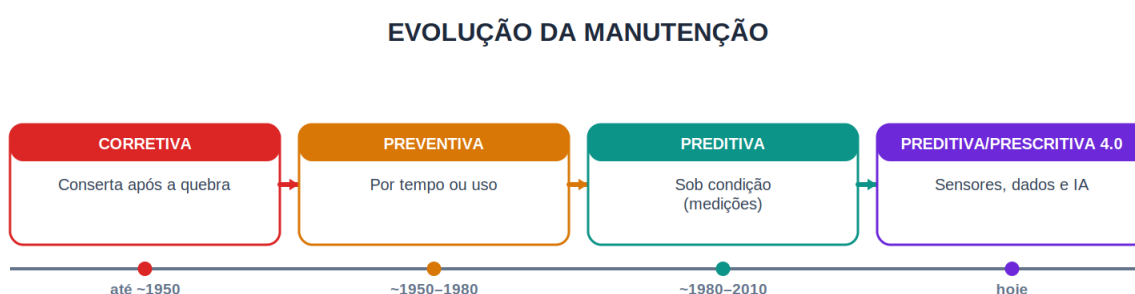 EVOLUÇÃO DA MANUTENÇÃO
CORRETIVA
Conserta após a quebra
PREVENTIVA
Por tempo ou uso
PREDITIVA
Sob condição
(medições)
PREDITIVA/PRESCRITIVA 4.0
Sensores, dados e IA
até ~1950
~1950–1980
~1980–2010
hoje